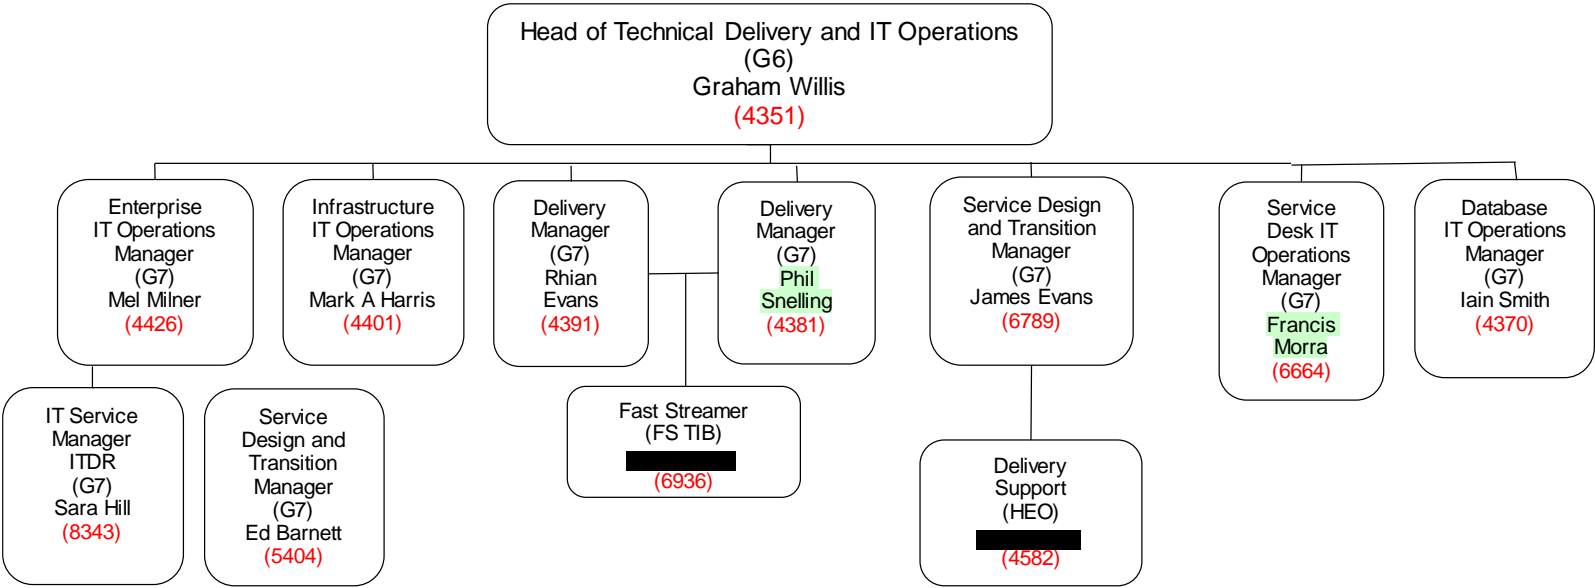 Head of Technical Delivery and IT Operations
(G6)
Graham Willis
(4351)
Enterprise
IT Operations
Manager
(G7)
Mel Milner
(4426)
Infrastructure
IT Operations
Manager
(G7)
Mark A Harris
(4401)
Delivery
Manager
(G7)
Rhian
Evans
(4391)
Delivery
Manager
(G7)
Phil
Snelling
(4381)
Service Design
and Transition
Manager
(G7)
James Evans
(6789)
Service
Desk IT
Operations
Manager
(G7)
Francis
Morra
(6664)
Database
IT Operations
Manager
(G7)
Iain Smith
(4370)
IT Service
Manager
ITDR
(G7)
Sara Hill
(8343)
Service
Design and
Transition
Manager
(G7)
Ed Barnett
(5404)
Fast Streamer
(FS TIB)
(6936)
Delivery
Support
(HEO)
(4582)